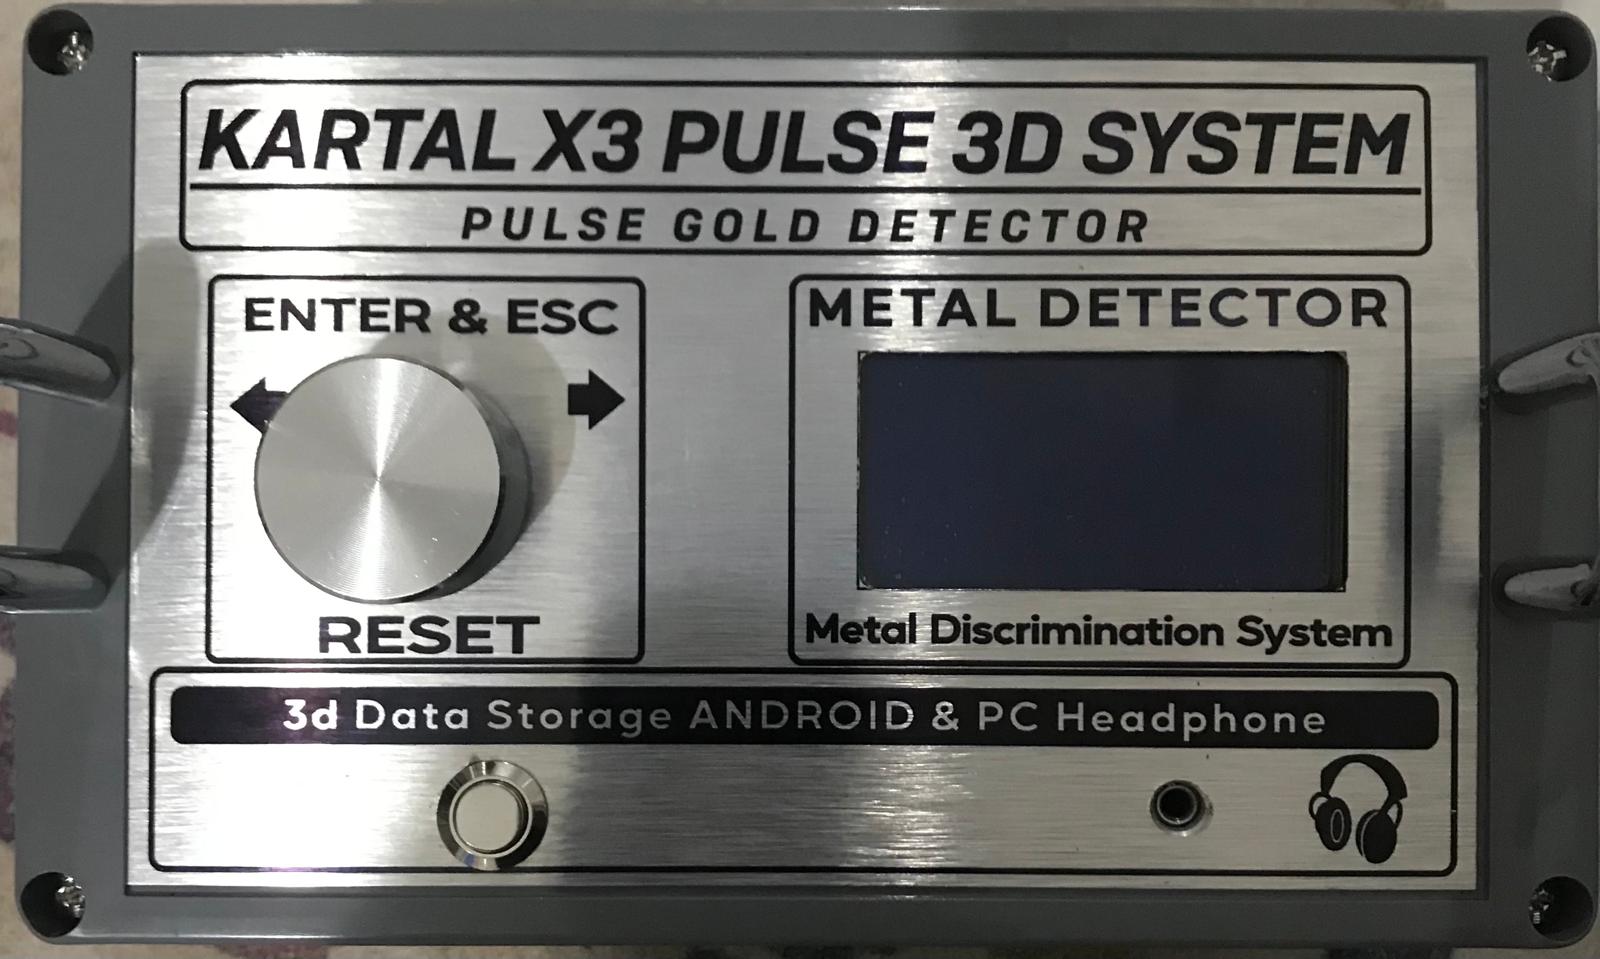 KARTAL X3 PULSE 3D SYSTEM
PULSE GOLD DETECTOR
ENTER & ESC
RESET
METAL DETECTOR
Metal Discrimination System
3d Data Storage ANDROID & PC Headphone